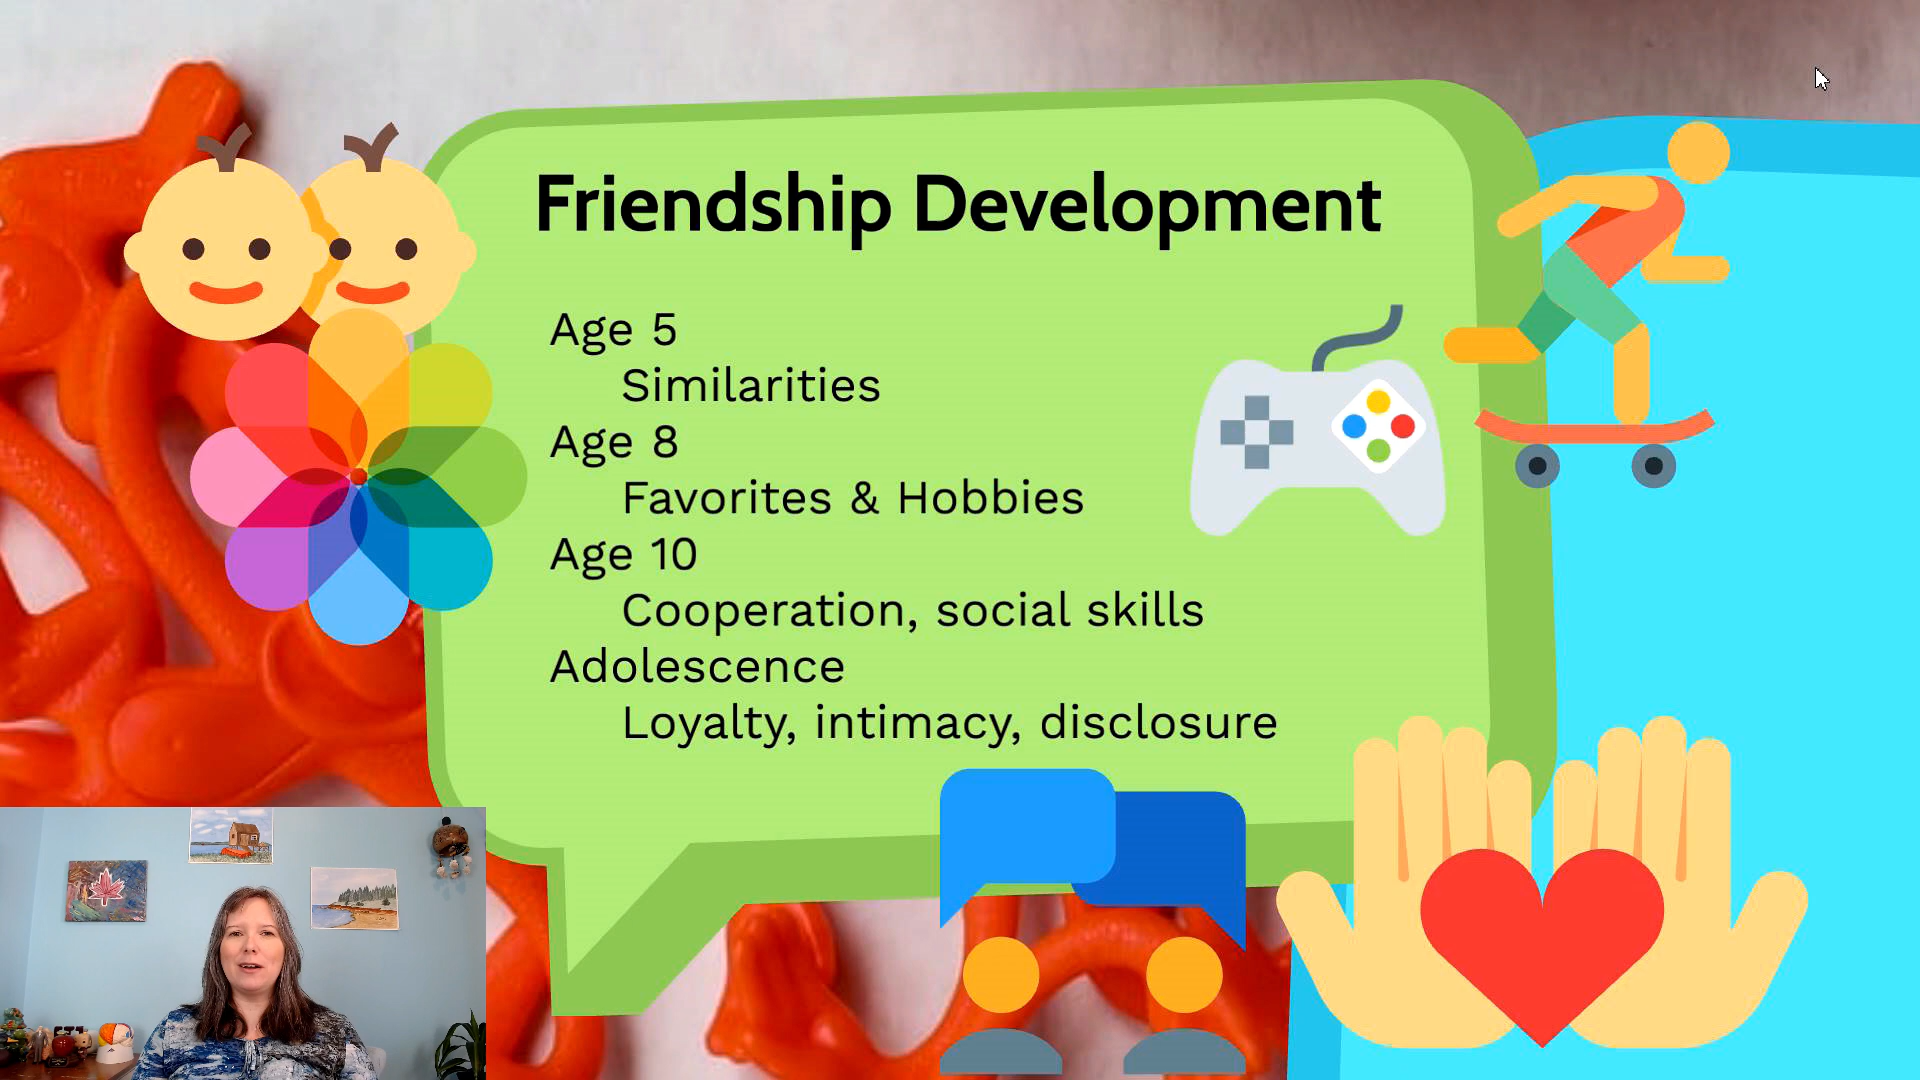 Friendship Development
Age 5
Similarities
Age 8
Favorites & Hobbies
Age 10
Cooperation, social skills
Adolescence
Loyalty, intimacy, disclosure